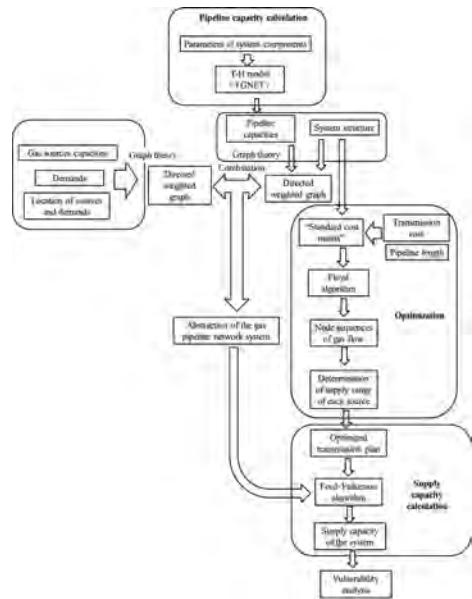 Pipeline capacity calculation
Parameters of system components
T-H model
(TGNET)
Pipeline
capacities
System structure
Graph theory
Gas sources capacities
Demands
Location of sources
and demands
Graph theory
Directed
weighted graph
Combination
Directed
weighted graph
"Standard cost
matrix"
Transmission
cost
Pipeline length
Floyd
algorithm
Optimization
Node sequences
of gas flow
Abstraction of the gas
pipeline network system
Determination
of supply range
of each source
Optimized
transmission plan
Supply
capacity
calculation
algorithm
Supply capacity
of the system
Vulnerability
analysis